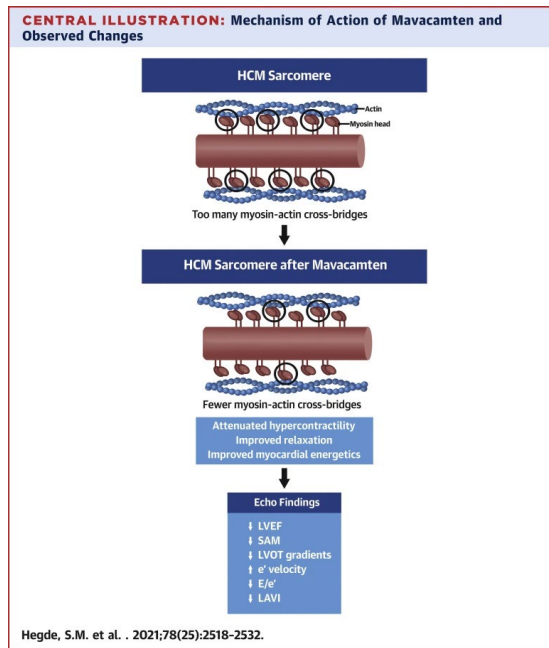 CENTRAL ILLUSTRATION: Mechanism of Action of Mavacamten and
Observed Changes
HCM Sarcomere
Actin
Myosin head
Too many myosin-actin cross-bridges
HCM Sarcomere after Mavacamten
Fewer myosin-actin cross-bridges
Attenuated hypercontractility
Improved relaxation
Improved myocardial energetics
Echo Findings
↓ LVEF
↓ SAM
↓ LVOT gradients
↑ e' velocity
↓ E/e'
↓ LAVI
Hegde, S.M. et al. . 2021;78(25):2518–2532.